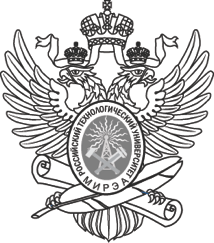 РОССИЙСКИЙ ТЕХНОЛОГИЧЕСКИЙ УНИВЕРСИТЕТ
МИРЭА